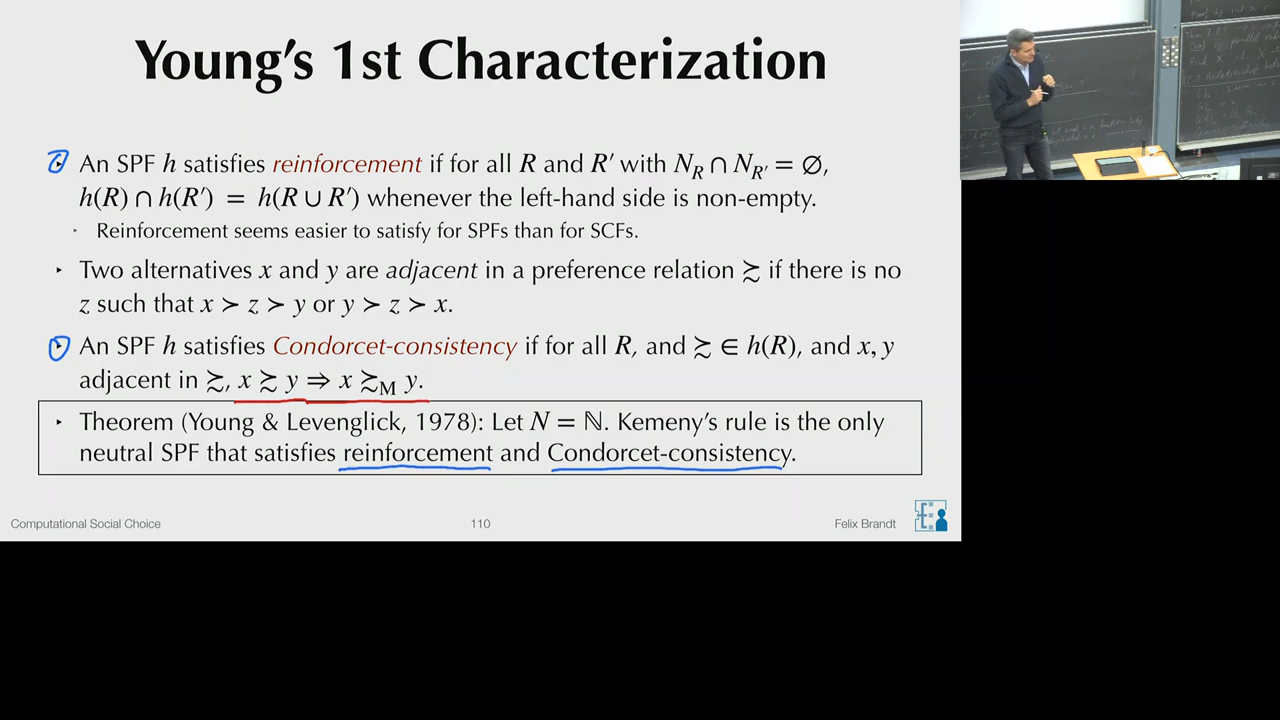 Young's 1st Characterization
‣ An SPF h satisfies reinforcement if for all R and R′ with N_R ∩ N_R′ = ∅,
h(R) ∩ h(R′) = h(R ∪ R′) whenever the left-hand side is non-empty.
‣ Reinforcement seems easier to satisfy for SPFs than for SCFs.
‣ Two alternatives x and y are adjacent in a preference relation ≿ if there is no
z such that x ≻ z ≻ y or y ≻ z ≻ x.
‣ An SPF h satisfies Condorcet-consistency if for all R, and ≿ ∈ h(R), and x, y
adjacent in ≿, x ≿ y ⇒ x ≿_M y.
‣ Theorem (Young & Levenglick, 1978): Let N = ℕ. Kemeny's rule is the only
neutral SPF that satisfies reinforcement and Condorcet-consistency.
Computational Social Choice
110
Felix Brandt